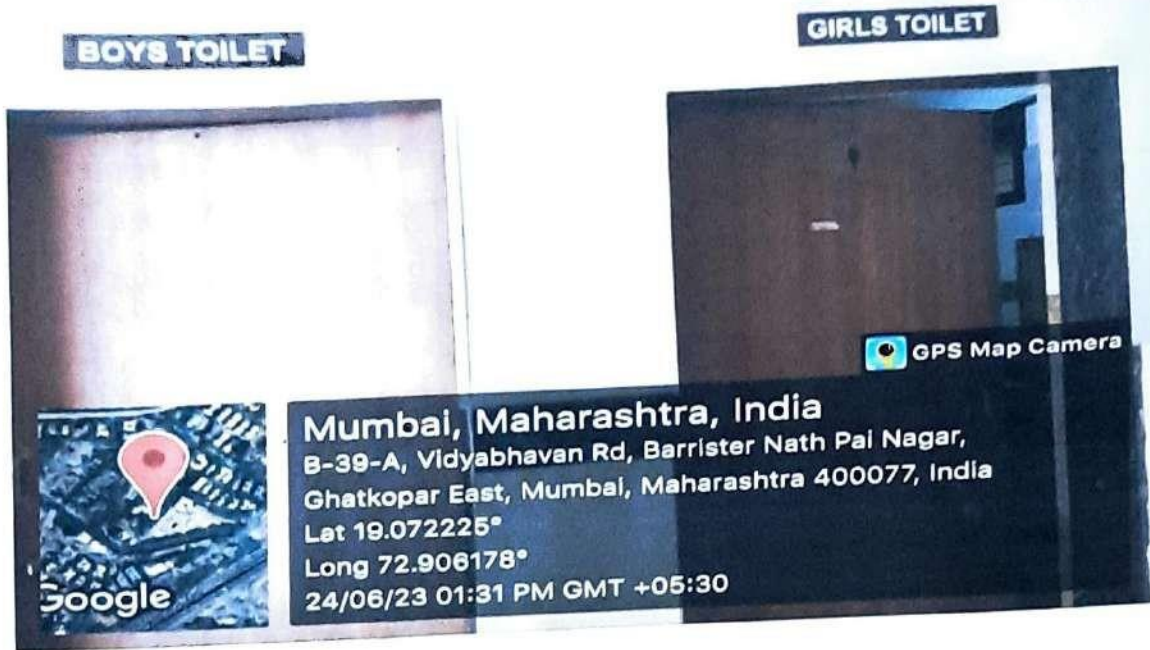 BOYS TOILET
GIRLS TOILET
GPS Map Camera
Mumbai, Maharashtra, India
B-39-A, Vidyabhavan Rd, Barrister Nath Pai Nagar,
Ghatkopar East, Mumbai, Maharashtra 400077, India
Lat 19.072225°
Long 72.906178°
24/06/23 01:31 PM GMT +05:30
Google